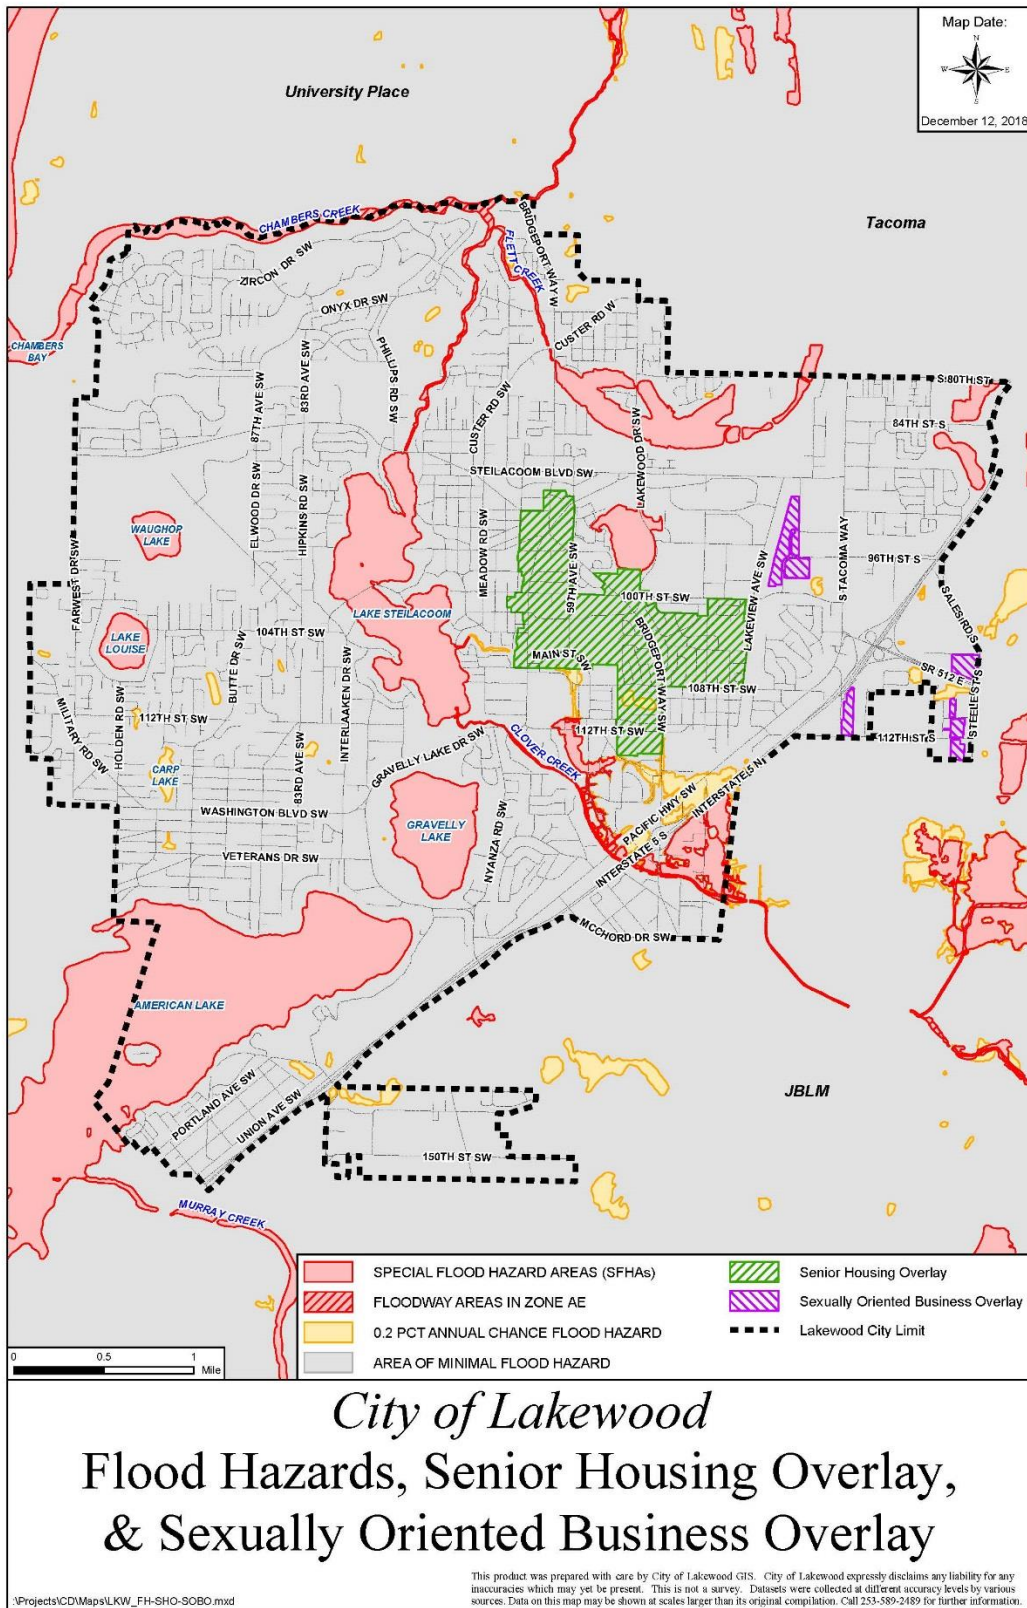 Map Date:
N
W
E
S
December 12, 2018
University Place
Tacoma
CHAMBERS CREEK
BRIDGEPORT WAY W
FLETT CREEK
ZIRCON DR SW
ONYX DR SW
CUSTER RD W
CHAMBERS
BAY
PHILLIPS RD SW
83RD AVE SW
87TH AVE SW
CUSTER RD SW
LAKEWOOD DR SW
S 80TH ST
84TH ST S
STEILACOOM BLVD SW
ELWOOD DR SW
HIPKINS RD SW
MEADOW RD SW
WAUGHOP
LAKE
FARWEST DR SW
59TH AVE SW
LAKEVIEW AVE SW
S TACOMA WAY
96TH ST S
100TH ST SW
LAKE STEILACOOM
SALES RD S
LAKE
LOUISE
104TH ST SW
BUTTE DR SW
INTERLAAKEN DR SW
MAIN ST SW
BRIDGEPORT WAY SW
108TH ST SW
SR 512 E
STEELE ST S
MILITARY RD SW
HOLDEN RD SW
112TH ST SW
83RD AVE SW
GRAVELLY LAKE DR SW
CLOVER CREEK
112TH ST SW
112TH ST S
CARP
LAKE
WASHINGTON BLVD SW
GRAVELLY
LAKE
NYANZA RD SW
PACIFIC HWY SW
INTERSTATE 5 N
INTERSTATE 5 S
VETERANS DR SW
MCCHORD DR SW
AMERICAN LAKE
PORTLAND AVE SW
UNION AVE SW
JBLM
150TH ST SW
MURRAY CREEK
SPECIAL FLOOD HAZARD AREAS (SFHAs)
FLOODWAY AREAS IN ZONE AE
0.2 PCT ANNUAL CHANCE FLOOD HAZARD
AREA OF MINIMAL FLOOD HAZARD
Senior Housing Overlay
Sexually Oriented Business Overlay
Lakewood City Limit
0 0.5 1
Mile
City of Lakewood
Flood Hazards, Senior Housing Overlay,
& Sexually Oriented Business Overlay
This product was prepared with care by City of Lakewood GIS. City of Lakewood expressly disclaims any liability for any
inaccuracies which may yet be present. This is not a survey. Datasets were collected at different accuracy levels by various
sources. Data on this map may be shown at scales larger than its original compilation. Call 253-589-2489 for further information.
:\Projects\CD\Maps\LKW_FH-SHO-SOBO.mxd